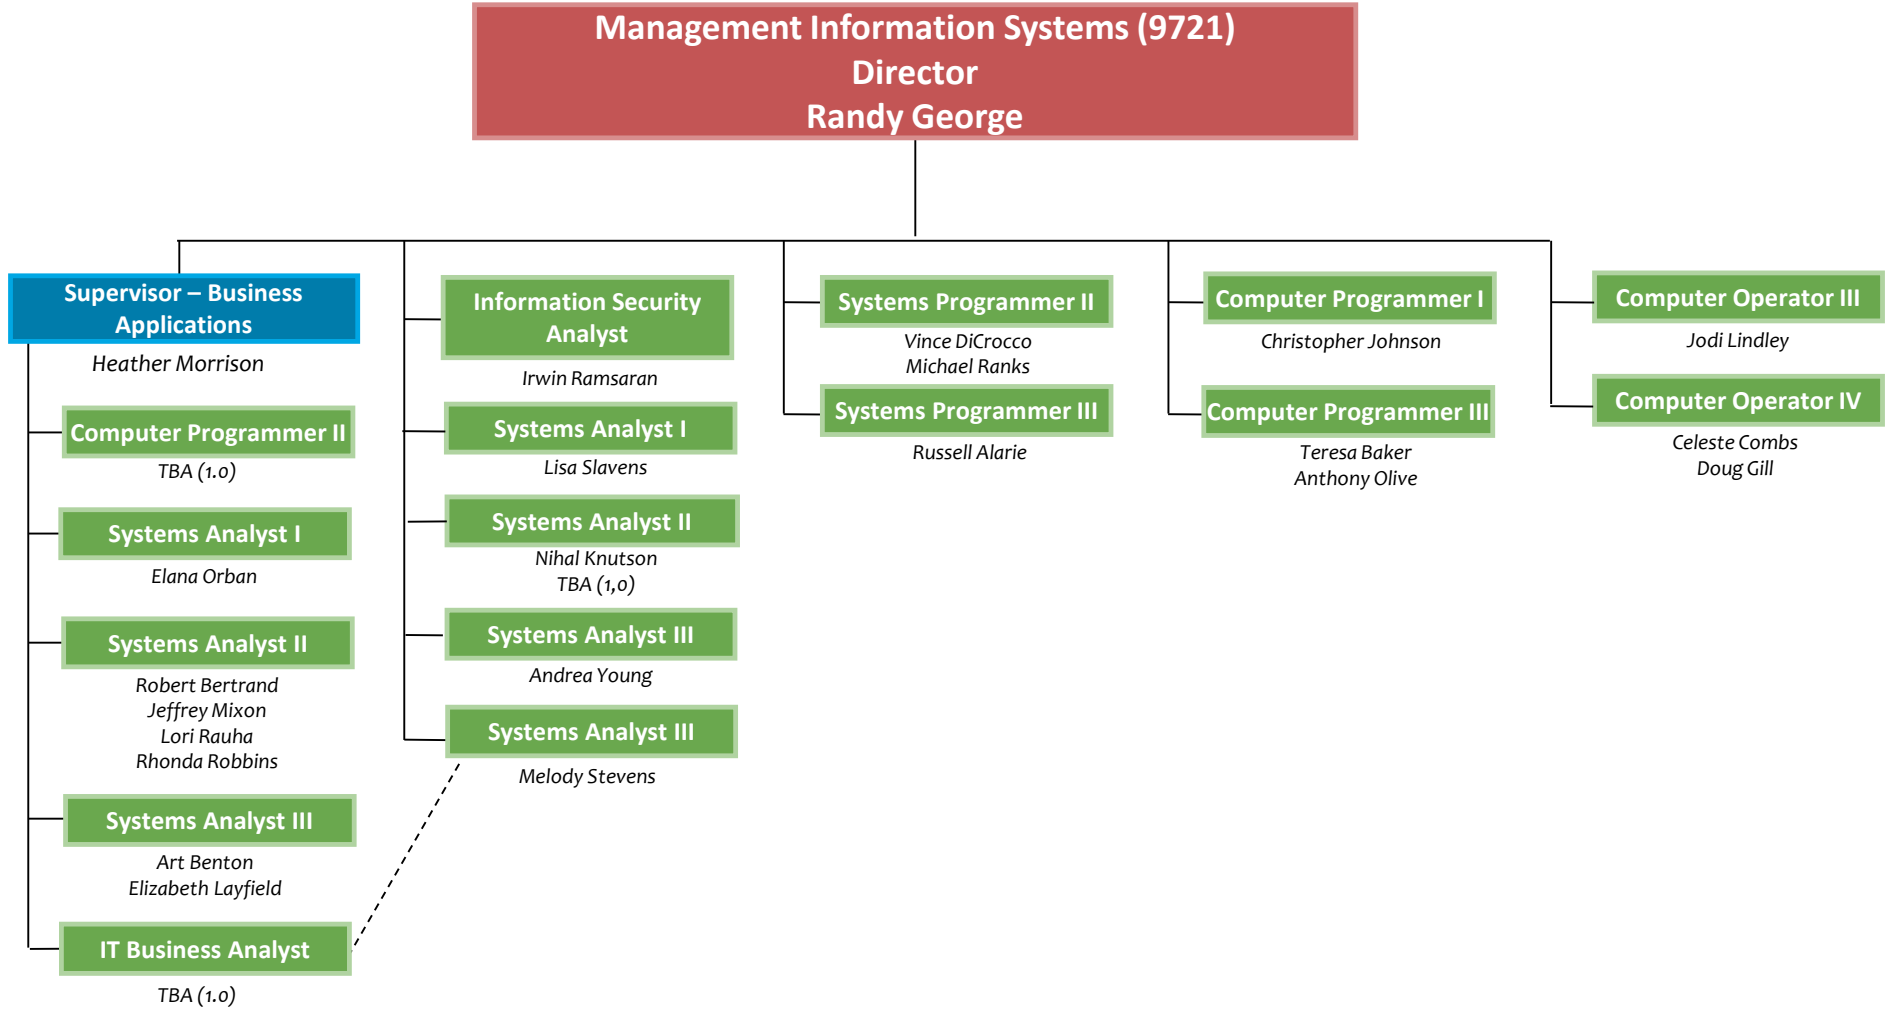 Management Information Systems (9721)
Director
Randy George
Supervisor – Business
Applications
Heather Morrison
Computer Programmer II
TBA (1.0)
Systems Analyst I
Elana Orban
Systems Analyst II
Robert Bertrand
Jeffrey Mixon
Lori Rauha
Rhonda Robbins
Systems Analyst III
Art Benton
Elizabeth Layfield
IT Business Analyst
TBA (1.0)
Information Security
Analyst
Irwin Ramsaran
Systems Analyst I
Lisa Slavens
Systems Analyst II
Nihal Knutson
TBA (1,0)
Systems Analyst III
Andrea Young
Systems Analyst III
Melody Stevens
Systems Programmer II
Vince DiCrocco
Michael Ranks
Systems Programmer III
Russell Alarie
Computer Programmer I
Christopher Johnson
Computer Programmer III
Teresa Baker
Anthony Olive
Computer Operator III
Jodi Lindley
Computer Operator IV
Celeste Combs
Doug Gill